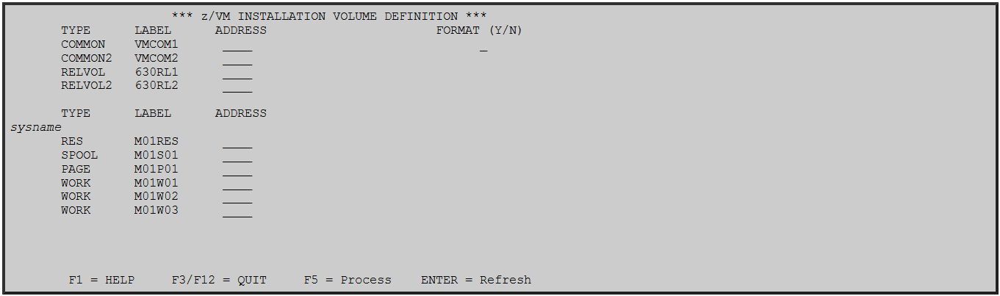 *** z/VM INSTALLATION VOLUME DEFINITION ***
TYPE LABEL ADDRESS FORMAT (Y/N)
COMMON VMCOM1 ____ _
COMMON2 VMCOM2 ____
RELVOL 630RL1 ____
RELVOL2 630RL2 ____
TYPE LABEL ADDRESS
sysname
RES M01RES ____
SPOOL M01S01 ____
PAGE M01P01 ____
WORK M01W01 ____
WORK M01W02 ____
WORK M01W03 ____
F1 = HELP F3/F12 = QUIT F5 = Process ENTER = Refresh